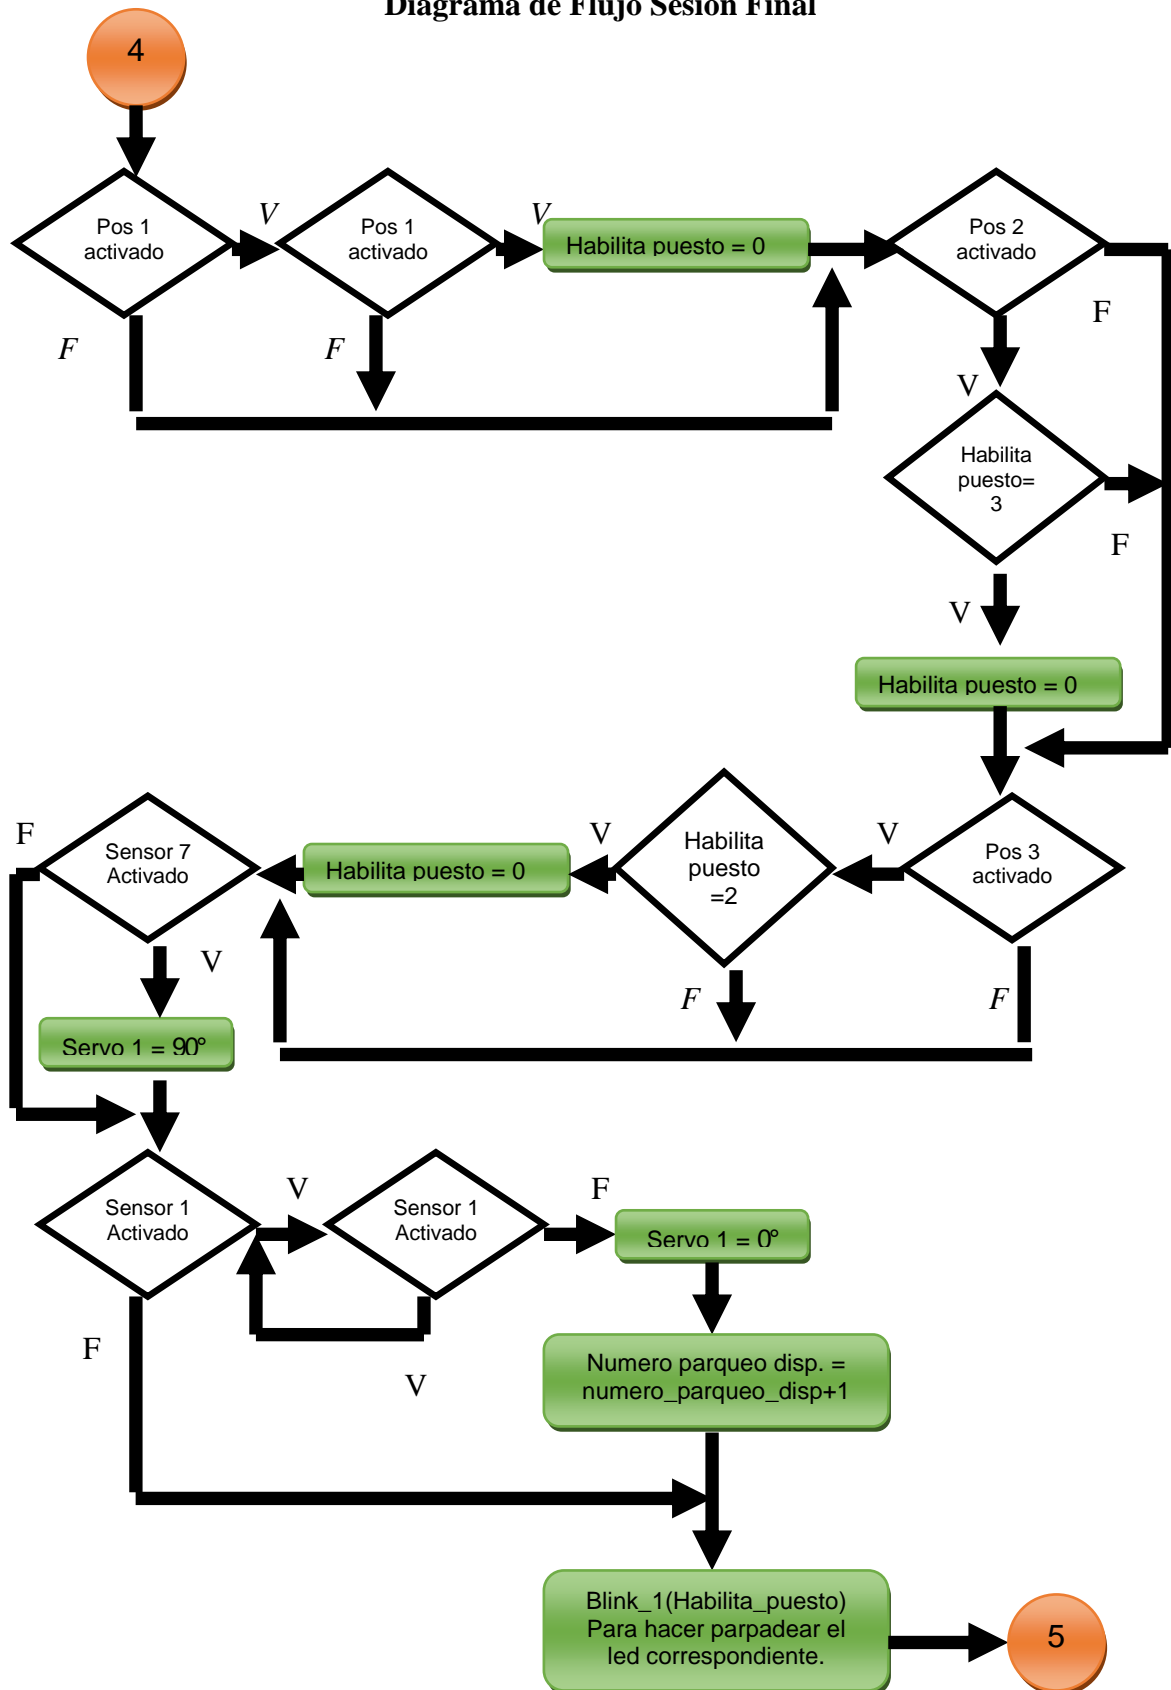 Diagrama de Flujo Sesión Final
4
Pos 1
activado
V
F
Pos 1
activado
V
F
Habilita puesto = 0
Pos 2
activado
F
V
Habilita
puesto=
3
F
V
Habilita puesto = 0
Pos 3
activado
V
F
Habilita
puesto
=2
V
F
Habilita puesto = 0
Sensor 7
Activado
F
V
Servo 1 = 90°
Sensor 1
Activado
V
F
Sensor 1
Activado
F
V
Servo 1 = 0°
Numero parqueo disp. =
numero_parqueo_disp+1
Blink_1(Habilita_puesto)
Para hacer parpadear el
led correspondiente.
5